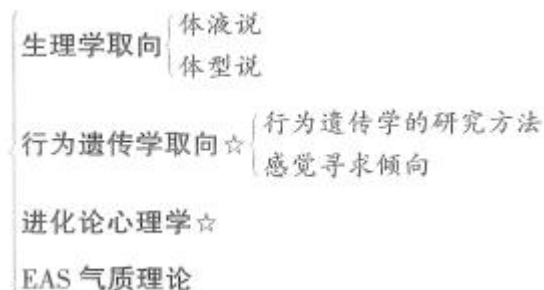 生理学取向
体液说
体型说
行为遗传学取向☆
行为遗传学的研究方法
感觉寻求倾向
进化论心理学☆
EAS 气质理论